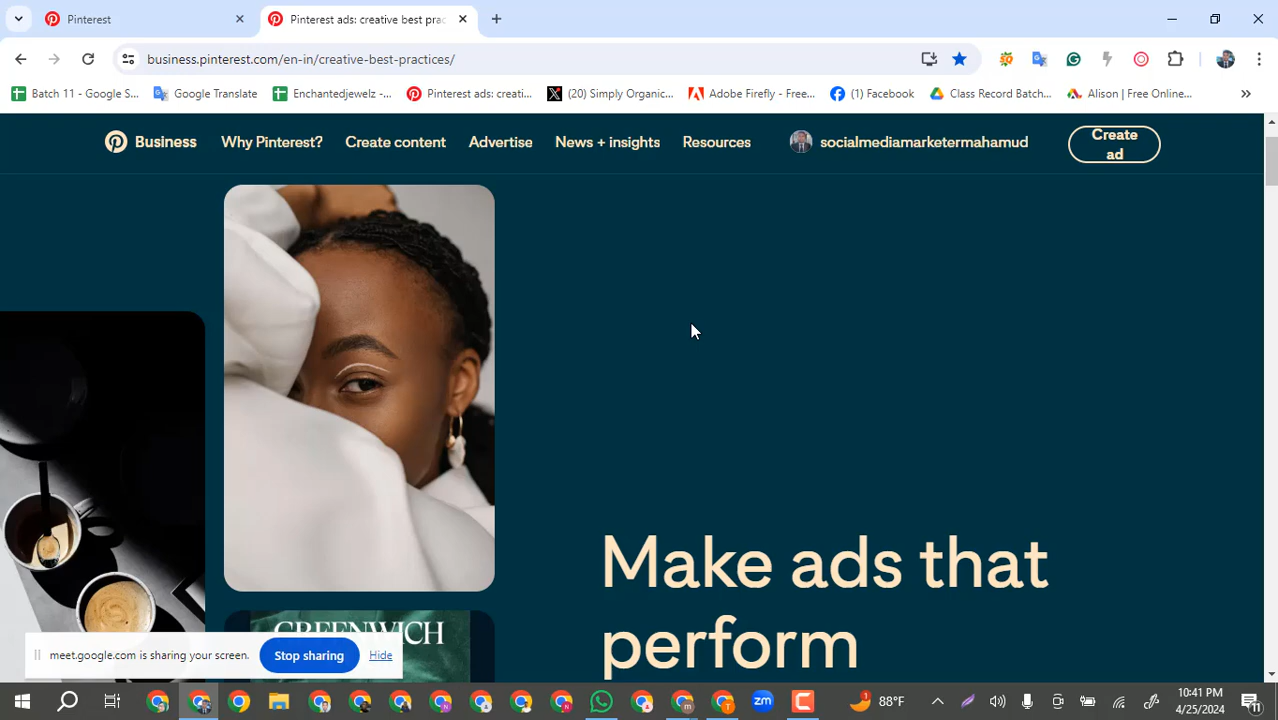 Pinterest
Pinterest ads: creative best prac
business.pinterest.com/en-in/creative-best-practices/
Batch 11 - Google S...
Google Translate
Enchantedjewelz - ...
Pinterest ads: creati...
(20) Simply Organic...
Adobe Firefly - Free...
(1) Facebook
Class Record Batch...
Alison | Free Online...
Business
Why Pinterest?
Create content
Advertise
News + insights
Resources
socialmediamarketermahamud
Create
ad
Make ads that
perform
GREENWICH
meet.google.com is sharing your screen.
Stop sharing
Hide
88°F
10:41 PM
4/25/2024